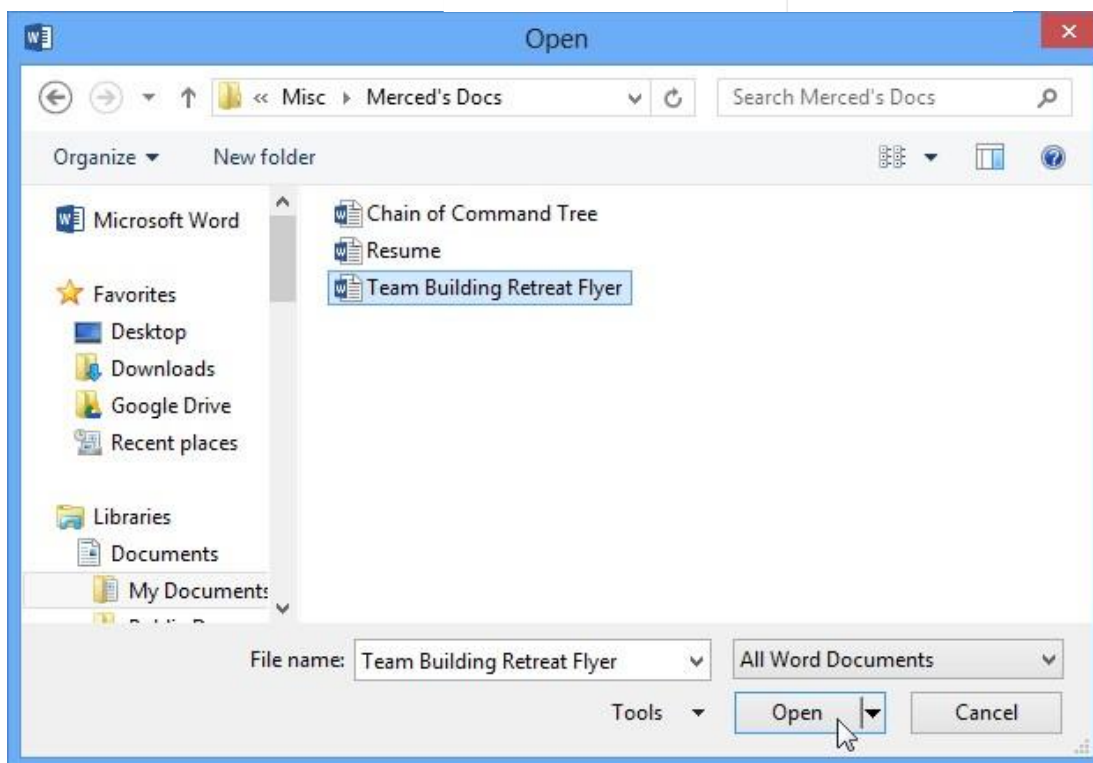 Open
« Misc Merced's Docs Search Merced's Docs
Organize New folder
Microsoft Word
Favorites
Desktop
Downloads
Google Drive
Recent places
Libraries
Documents
My Documents
Chain of Command Tree
Resume
Team Building Retreat Flyer
File name: Team Building Retreat Flyer All Word Documents
Tools Open Cancel